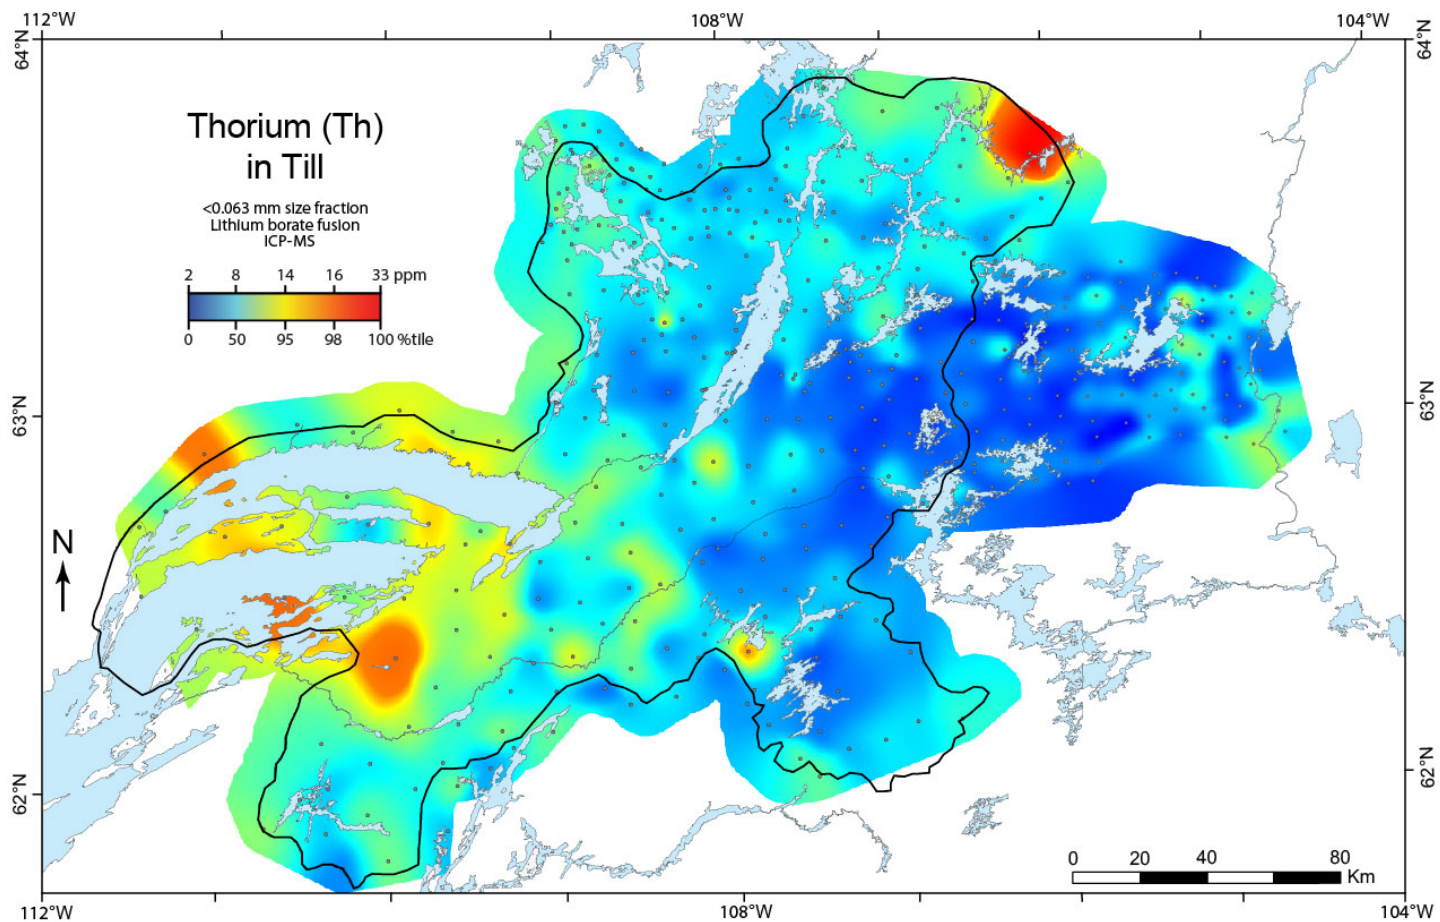 112°W 108°W 104°W
64°N 64°N
Thorium (Th)
in Till
<0.063 mm size fraction
Lithium borate fusion
ICP-MS
2 8 14 16 33 ppm
0 50 95 98 100 %tile
63°N 63°N
N
62°N 62°N
0 20 40 80 Km
112°W 108°W 104°W